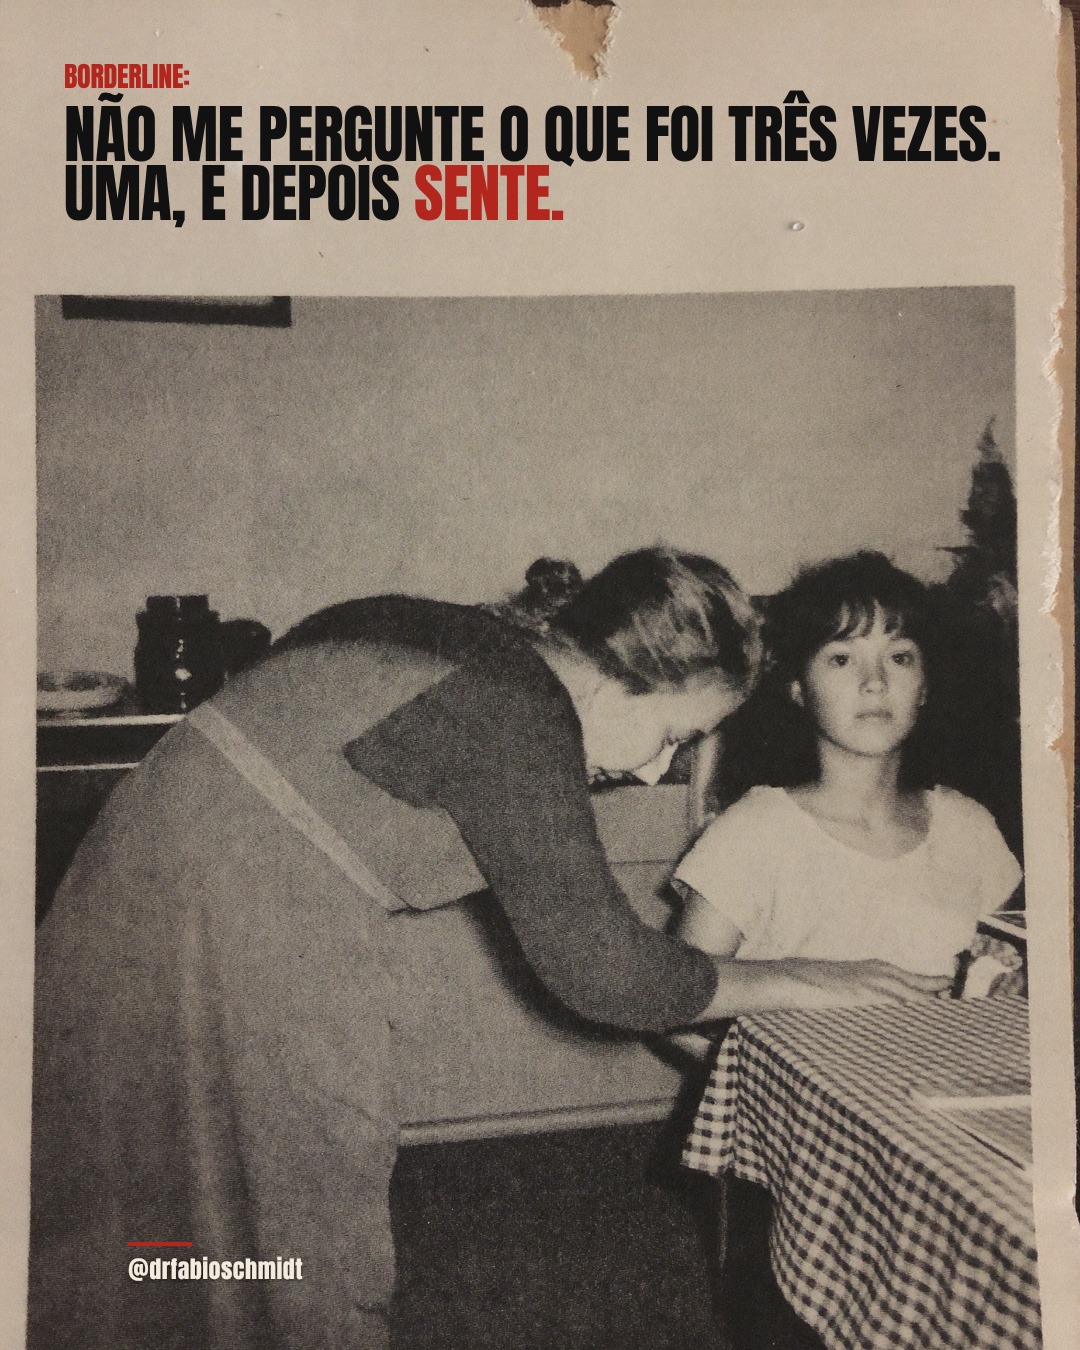 BORDERLINE:
NÃO ME PERGUNTE O QUE FOI TRÊS VEZES.
UMA, E DEPOIS SENTE.
@drfabioschmidt